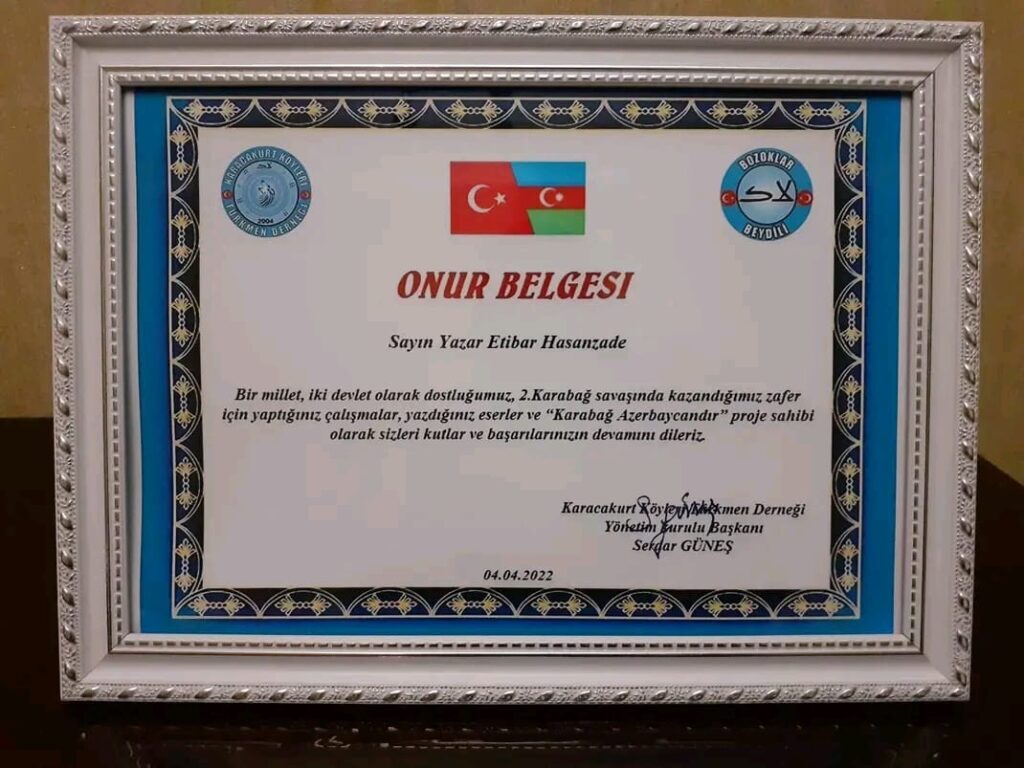 KARACAKURT KÖYLERİ
TÜRKMEN DERNEĞİ
2004
BOZOKLAR
BEYDİLİ
ONUR BELGESI
Sayın Yazar Etibar Hasanzade
Bir millet, iki devlet olarak dostluğumuz, 2.Karabağ savaşında kazandığımız zafer
için yaptığınız çalışmalar, yazdığınız eserler ve “Karabağ Azerbaycandır” proje sahibi
olarak sizleri kutlar ve başarılarınızın devamını dileriz.
Karacakurt Köyleri Türkmen Derneği
Yönetim Kurulu Başkanı
Serdar GÜNEŞ
04.04.2022